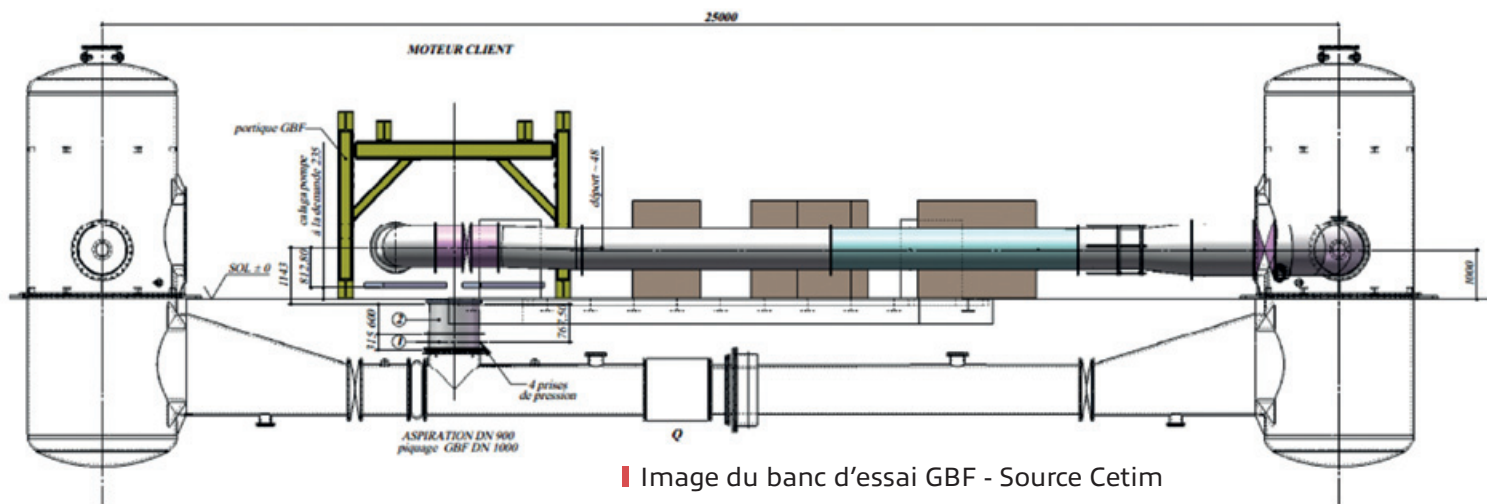 25000
MOTEUR CLIENT
portique GBF
calage pompe
à la demande 235
départ ~ 48
SOL ± 0
1143
812,80
1000
600
115
767,50
2
1
4 prises
de pression
ASPIRATION DN 900
piquage GBF DN 1000
Q
Image du banc d'essai GBF - Source Cetim